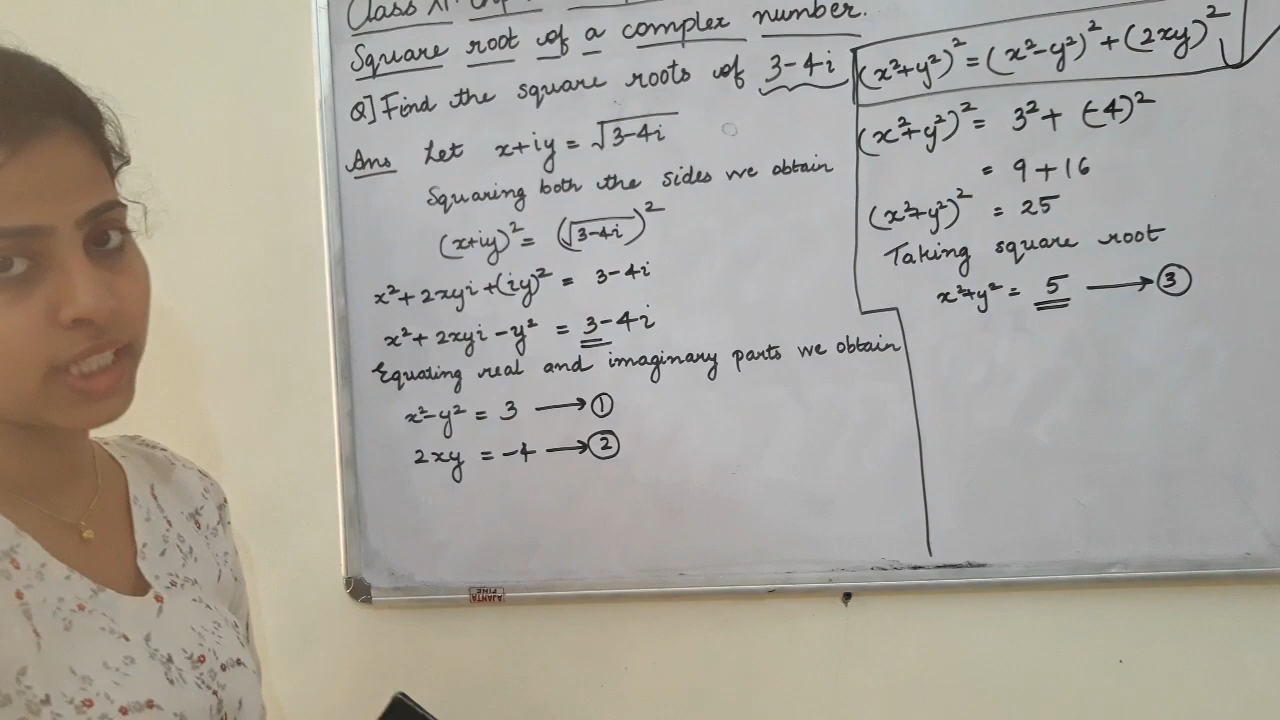 Class XI
Square root of a complex number.
Q] Find the square roots of 3-4i
Ans Let x+iy = √3-4i
Squaring both the sides we obtain
(x+iy)² = (√3-4i)²
x²+2xyi+(iy)² = 3-4i
x²+2xyi-y² = 3-4i
Equating real and imaginary parts we obtain
x²-y² = 3 → ①
2xy = -4 → ②
(x²+y²)² = (x²-y²)²+(2xy)²
(x²+y²)² = 3²+(-4)²
= 9+16
(x²+y²)² = 25
Taking square root
x²+y² = 5 → ③
AJANTA
FINE